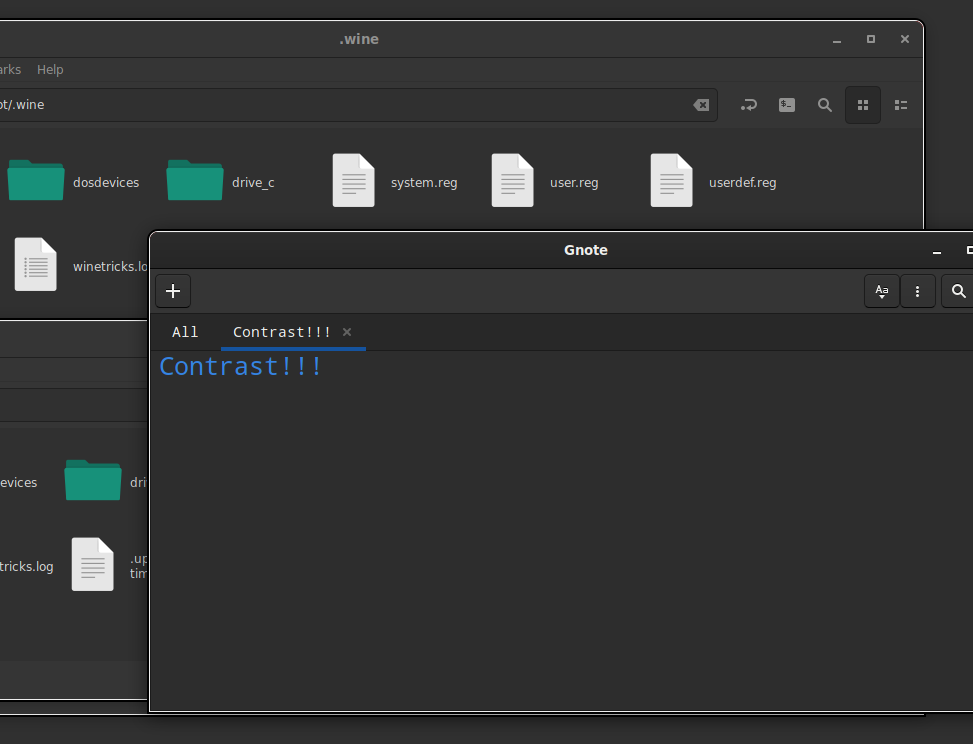 .wine
arks Help
ot/.wine
dosdevices drive_c system.reg user.reg userdef.reg
winetricks.lo
Gnote
Aa
All Contrast!!!
Contrast!!!
evices dri
tricks.log .up
tim